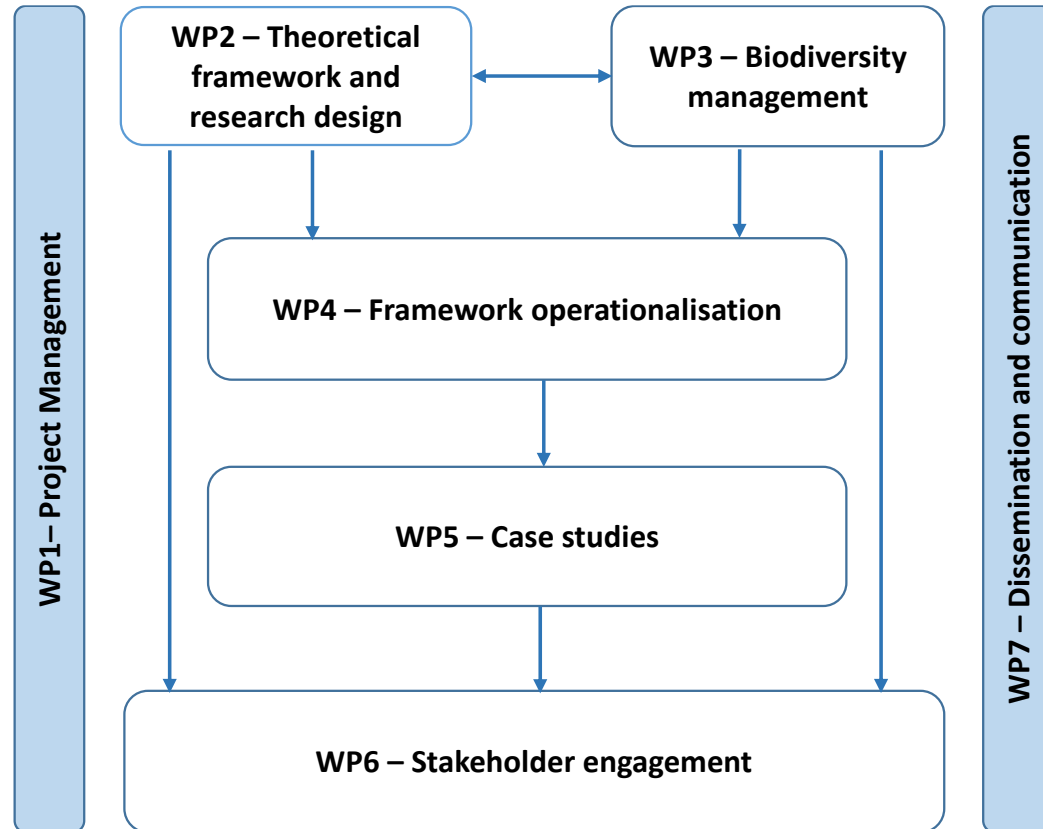 WP1– Project Management
WP2 – Theoretical
framework and
research design
WP3 – Biodiversity
management
WP4 – Framework operationalisation
WP5 – Case studies
WP6 – Stakeholder engagement
WP7 – Dissemination and communication